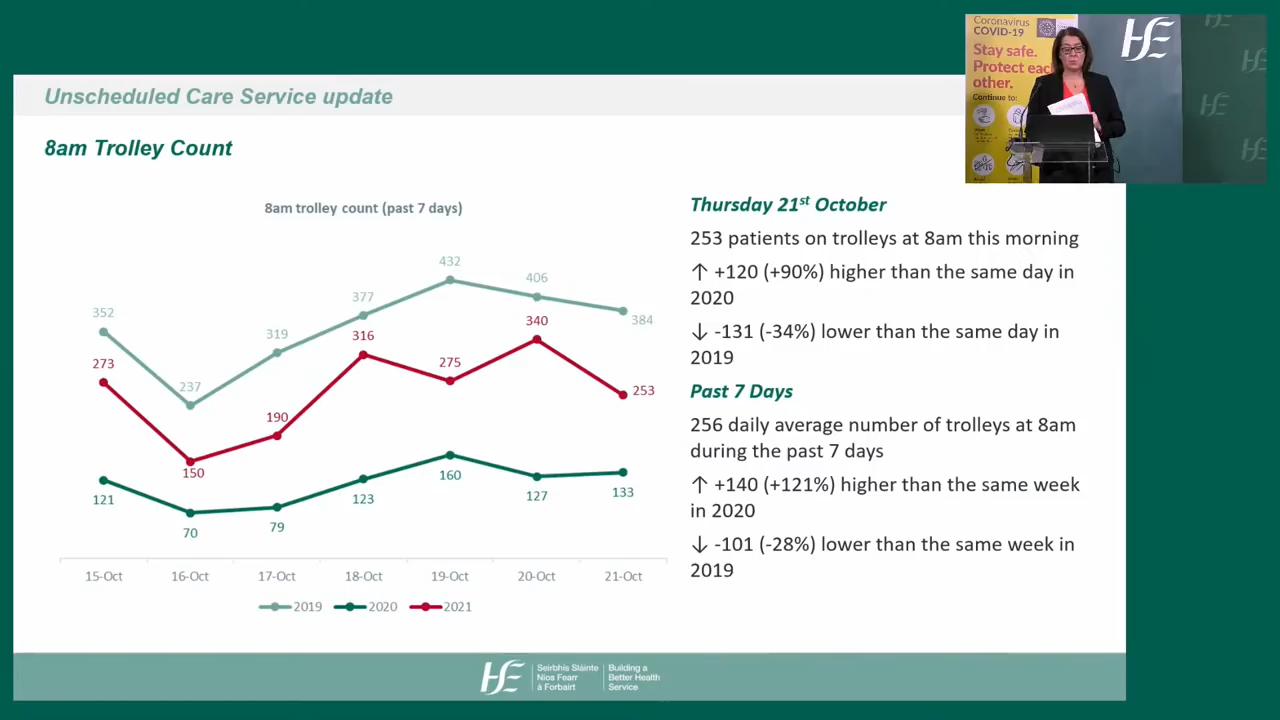 Unscheduled Care Service update
8am Trolley Count
8am trolley count (past 7 days)
432
406
377
352
384
319
340
316
273
275
253
237
190
150
160
121
123
127
133
70
79
15-Oct 16-Oct 17-Oct 18-Oct 19-Oct 20-Oct 21-Oct
2019 2020 2021
Thursday 21st October
253 patients on trolleys at 8am this morning
↑ +120 (+90%) higher than the same day in
2020
↓ -131 (-34%) lower than the same day in
2019
Past 7 Days
256 daily average number of trolleys at 8am
during the past 7 days
↑ +140 (+121%) higher than the same week
in 2020
↓ -101 (-28%) lower than the same week in
2019
Coronavirus
COVID-19
Stay safe.
Protect each
other.
Continue to:
HE
HE
Seirbhís Sláinte
Níos Fearr
á Forbairt
Building a
Better Health
Service